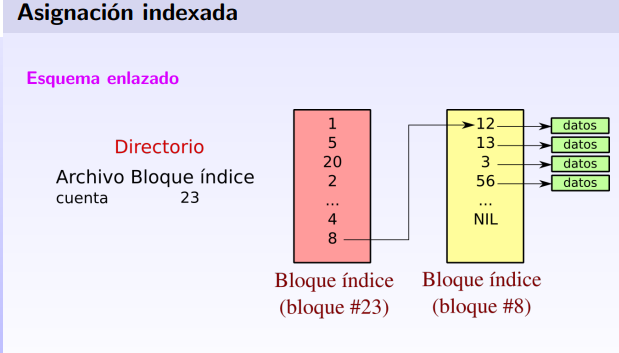 Asignación indexada
Esquema enlazado
Directorio
Archivo Bloque índice
cuenta 23
1
5
20
2
...
4
8
Bloque índice
(bloque #23)
12 datos
13 datos
3 datos
56 datos
...
NIL
Bloque índice
(bloque #8)